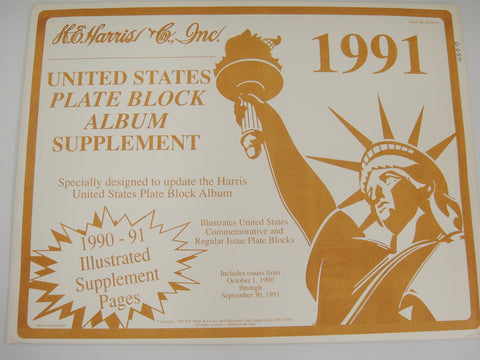 H.E. Harris & Co., Inc.
1991
UNITED STATES
PLATE BLOCK
ALBUM
SUPPLEMENT
Specially designed to update the Harris
United States Plate Block Album
1990 - 91
Illustrated
Supplement
Pages
Illustrates United States
Commemorative and
Regular Issue Plate Blocks
Includes issues from
October 1, 1990
through
September 30, 1991